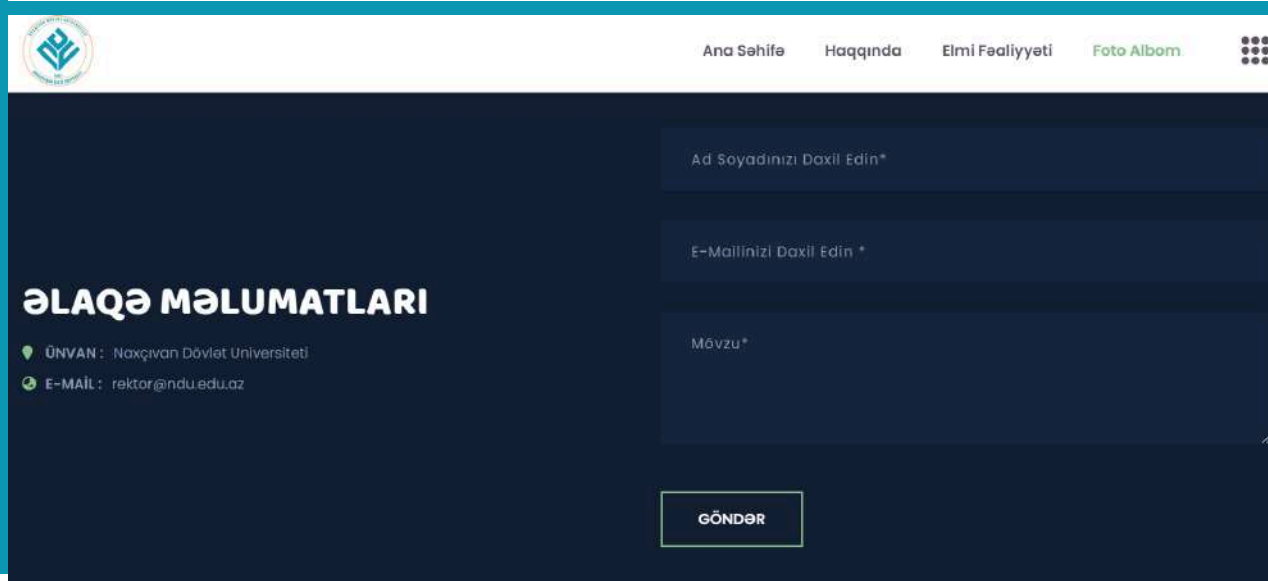 Ana Səhifə
Haqqında
Elmi Fəaliyyəti
Foto Albom
Ad Soyadınızı Daxil Edin*
E-Mailinizi Daxil Edin *
ƏLAQƏ MƏLUMATLARI
Mövzu*
ÜNVAN : Naxçıvan Dövlət Universiteti
E-MAİL : rektor@ndu.edu.az
GÖNDƏR